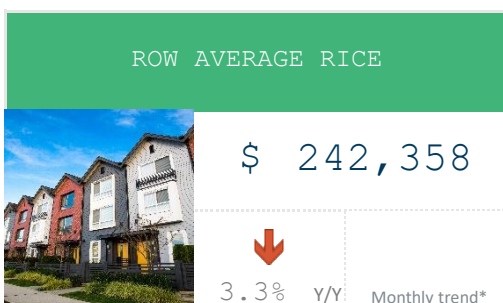 ROW AVERAGE RICE
$ 242,358
3.3% Y/Y
Monthly trend*